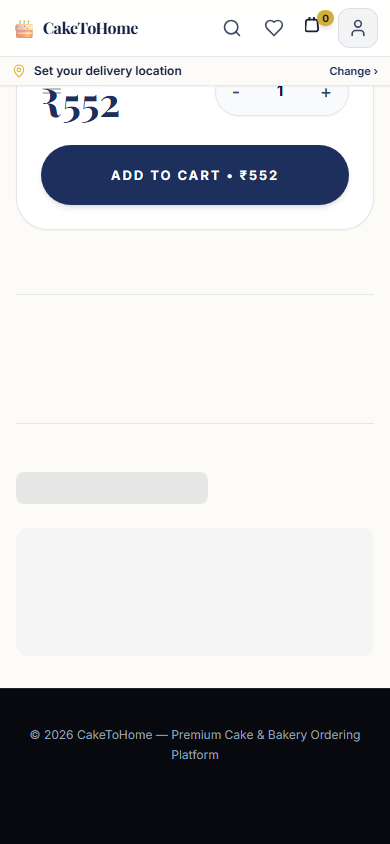 CakeToHome
0
Set your delivery location
Change ›
₹552
- 1 +
ADD TO CART • ₹552
© 2026 CakeToHome — Premium Cake & Bakery Ordering
Platform